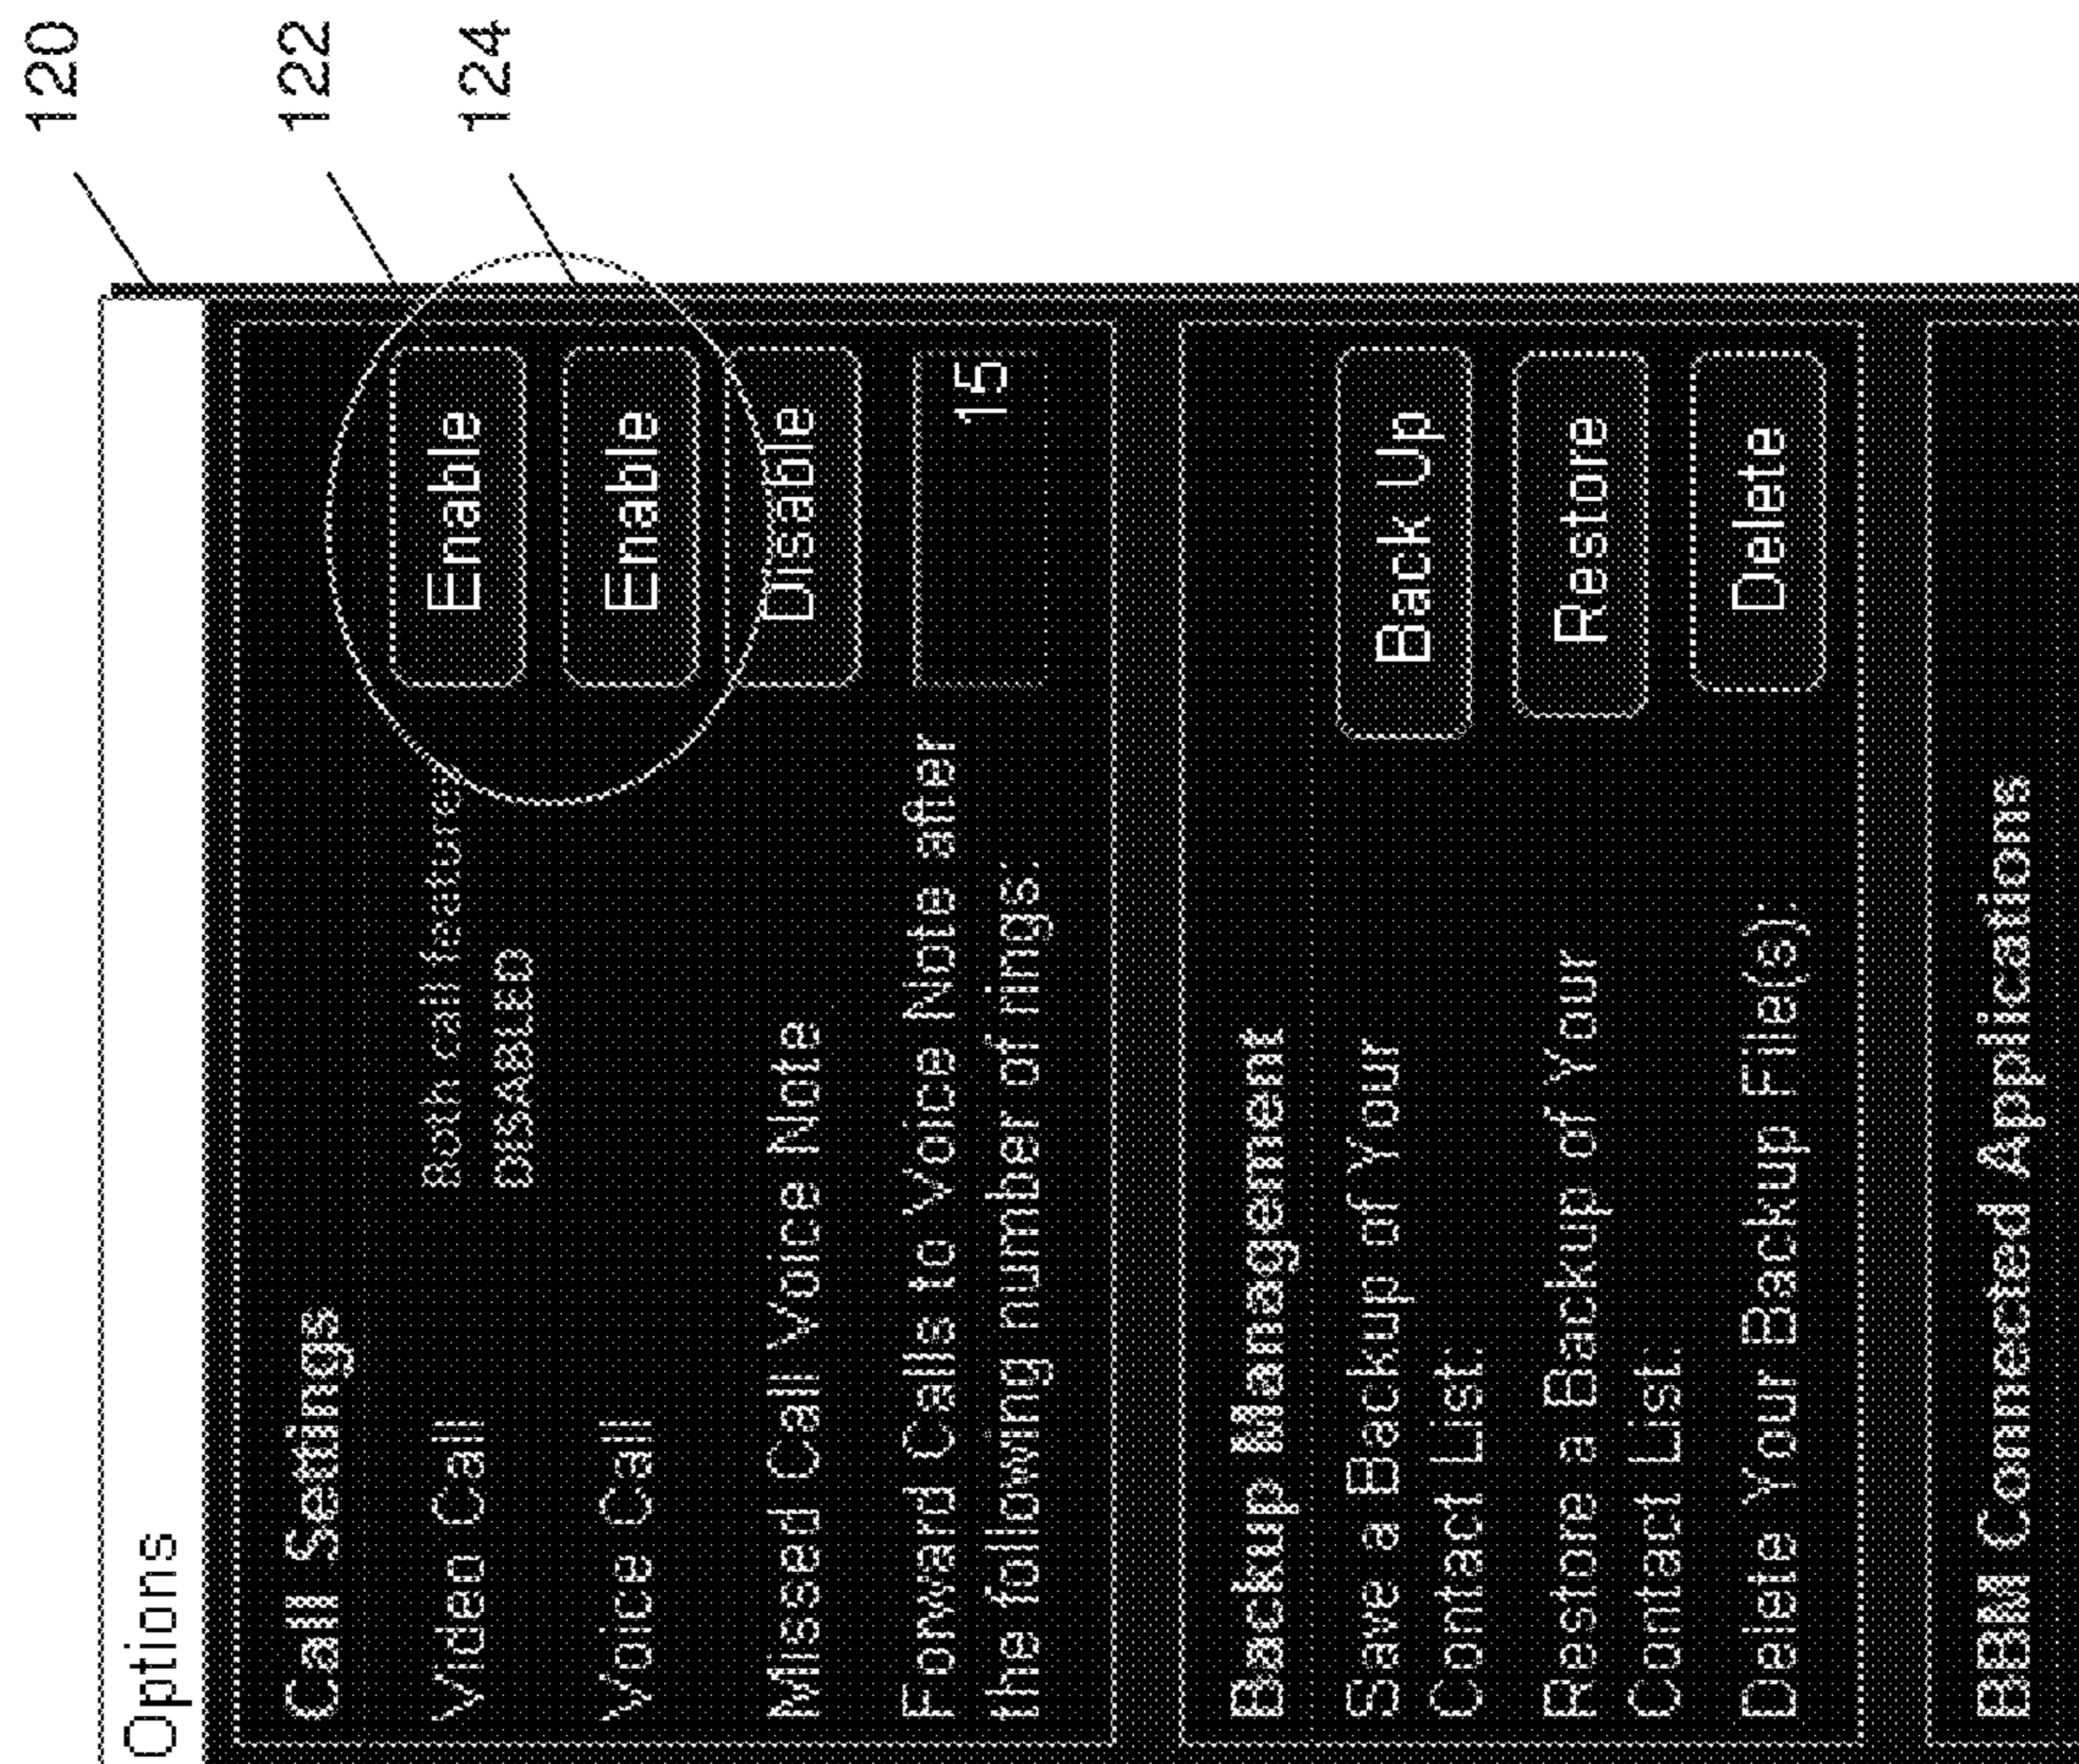 120
122
124
Options
Call Settings
Both call features
DISABLED
Video Call
Enable
Voice Call
Enable
Missed Call Voice Note
Disable
Forward Calls to Voice Note after
the following number of rings:
15
Backup Management
Save a Backup of Your
Contact List:
Back Up
Restore a Backup of Your
Contact List:
Restore
Delete Your Backup File(s):
Delete
BBM Connected Applications